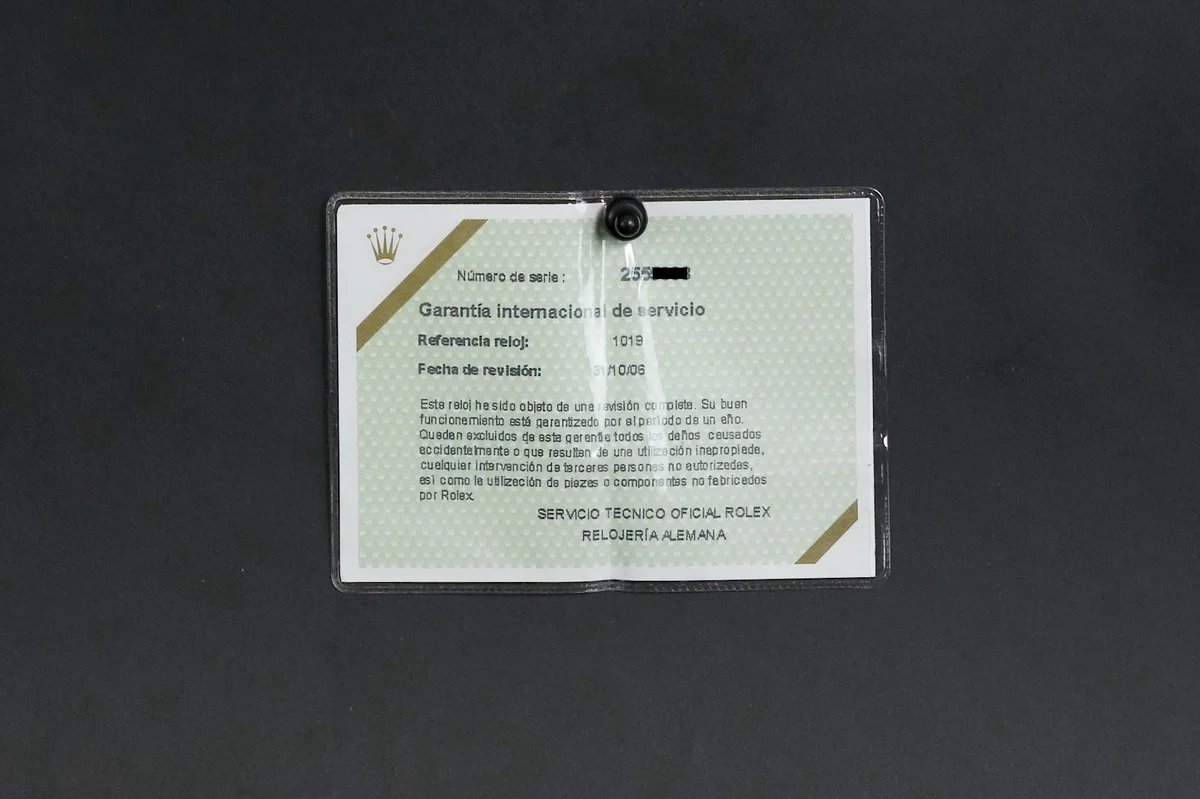 Número de serie : 255 3
Garantía internacional de servicio
Referencia reloj: 1019
Fecha de revisión: 31/10/06
Este reloj ha sido objeto de una revisión completa. Su buen
funcionamiento está garantizado por el período de un año.
Quedan excluidos de esta garantía todos los daños causados
accidentalmente o que resulten de una utilización inapropiada,
cualquier intervención de terceras personas no autorizadas,
así como la utilización de piezas o componentes no fabricados
por Rolex.
SERVICIO TECNICO OFICIAL ROLEX
RELOJERÍA ALEMANA